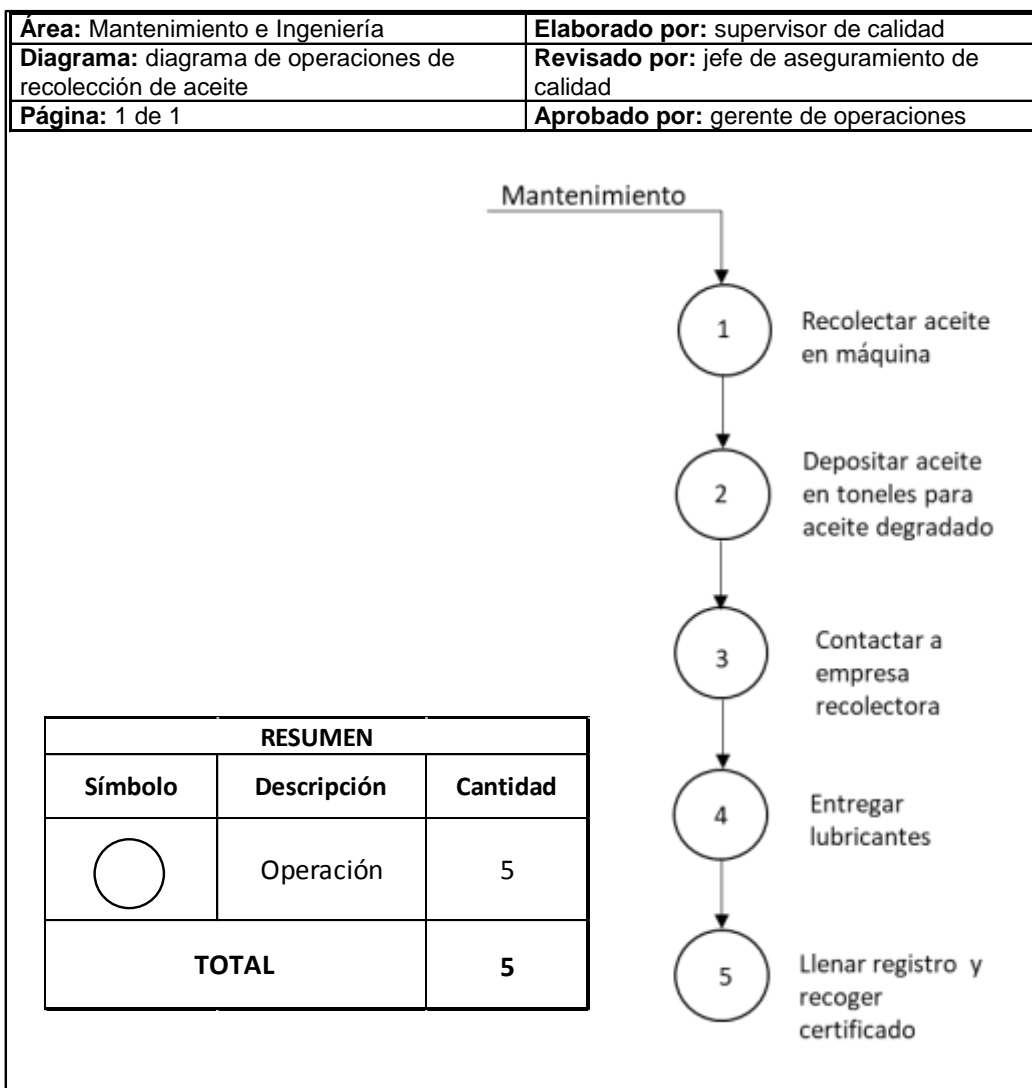 Área: Mantenimiento e Ingeniería
Elaborado por: supervisor de calidad
Diagrama: diagrama de operaciones de
recolección de aceite
Revisado por: jefe de aseguramiento de
calidad
Página: 1 de 1
Aprobado por: gerente de operaciones
Mantenimiento
1
Recolectar aceite
en máquina
2
Depositar aceite
en toneles para
aceite degradado
3
Contactar a
empresa
recolectora
4
Entregar
lubricantes
5
Llenar registro y
recoger
certificado
RESUMEN
Símbolo Descripción Cantidad
Operación 5
TOTAL 5